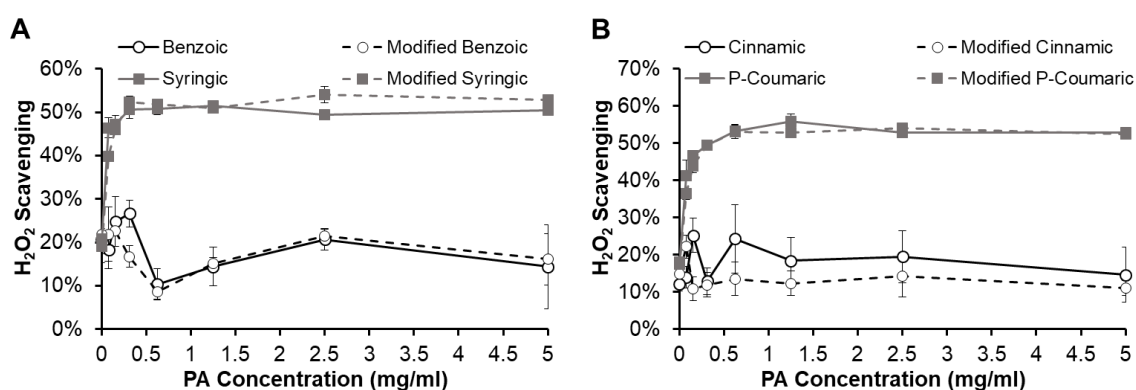 A
Benzoic
Modified Benzoic
Syringic
Modified Syringic
60%
50%
40%
30%
20%
10%
0%
H₂O₂ Scavenging
0 0.5 1 1.5 2 2.5 3 3.5 4 4.5 5
PA Concentration (mg/ml)
B
Cinnamic
Modified Cinnamic
P-Coumaric
Modified P-Coumaric
70%
60%
50%
40%
30%
20%
10%
0%
H₂O₂ Scavenging
0 0.5 1 1.5 2 2.5 3 3.5 4 4.5 5
PA Concentration (mg/ml)